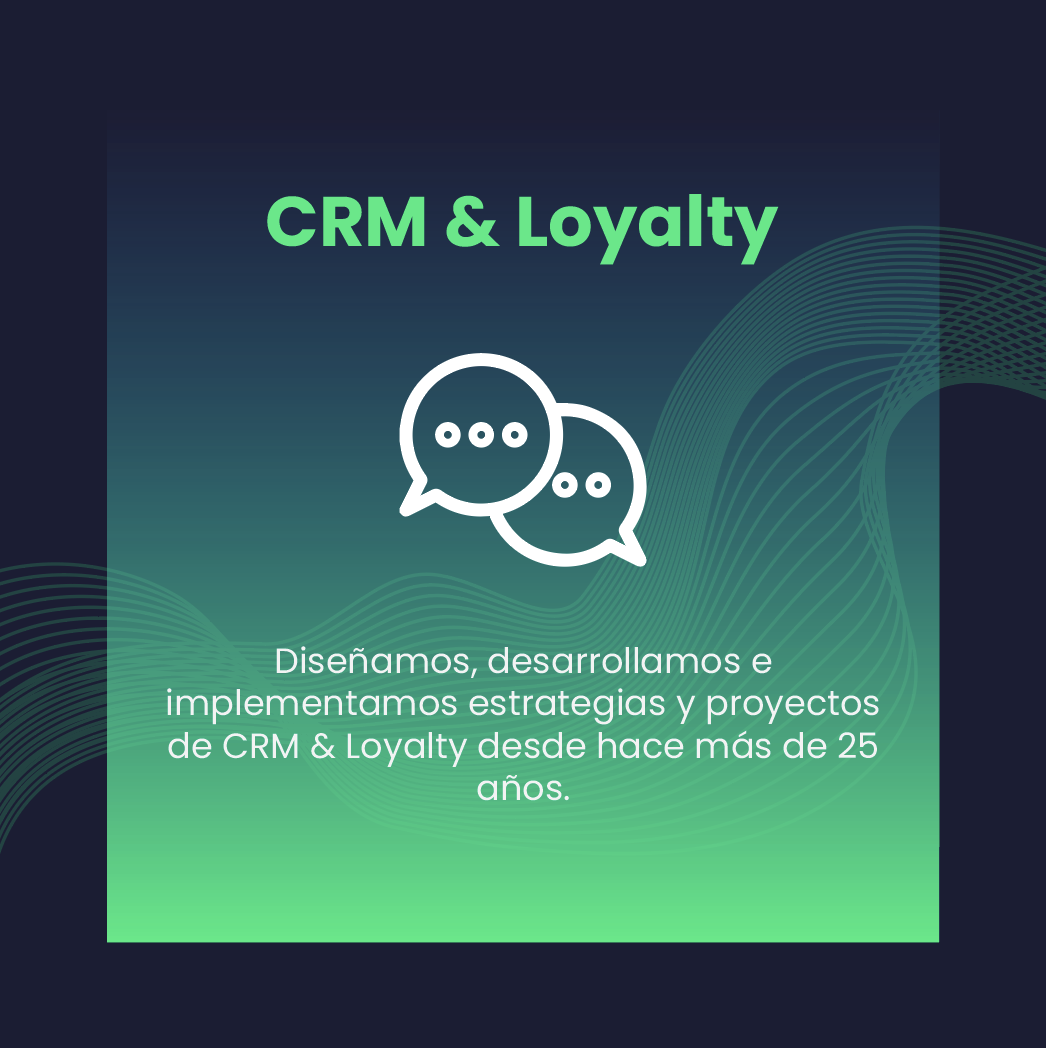 CRM & Loyalty
Diseñamos, desarrollamos e
implementamos estrategias y proyectos
de CRM & Loyalty desde hace más de 25
años.